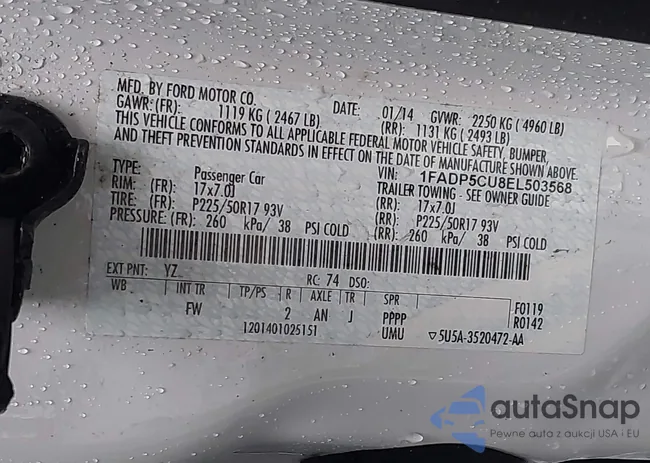 MFD. BY FORD MOTOR CO.
DATE: 01/14 GVWR: 2250 KG (4960 LB)
GAWR:(FR): 1119 KG (2467 LB) (RR): 1131 KG (2493 LB)
THIS VEHICLE CONFORMS TO ALL APPLICABLE FEDERAL MOTOR VEHICLE SAFETY, BUMPER,
AND THEFT PREVENTION STANDARDS IN EFFECT ON THE DATE OF MANUFACTURE SHOWN ABOVE.
VIN: 1FADP5CU8EL503568
TYPE: Passenger Car TRAILER TOWING - SEE OWNER GUIDE
RIM: (FR): 17x7.0J (RR): 17x7.0J
TIRE: (FR): P225/50R17 93V (RR): P225/50R17 93V
PRESSURE: (FR): 260 kPa/ 38 PSI COLD (RR): 260 kPa/ 38 PSI COLD
EXT PNT: YZ RC: 74 DSO:
WB INT TR TP/PS R AXLE TR SPR F0119
FW 2 AN J PPPP R0142
1201401025151 UMU ▽5U5A-3520472-AA
autaSnap
Pewne auta z aukcji USA i EU